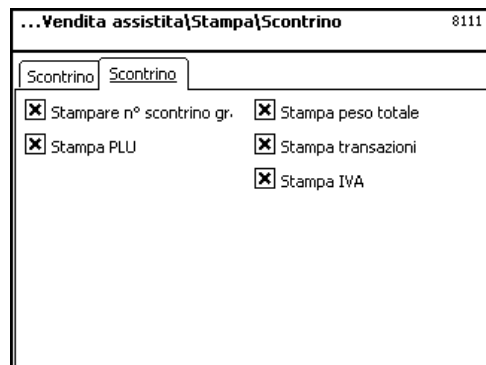 ...Vendita assistita\Stampa\Scontrino 8111
Scontrino Scontrino
Stampare n° scontrino gr. Stampa peso totale
Stampa PLU Stampa transazioni
Stampa IVA